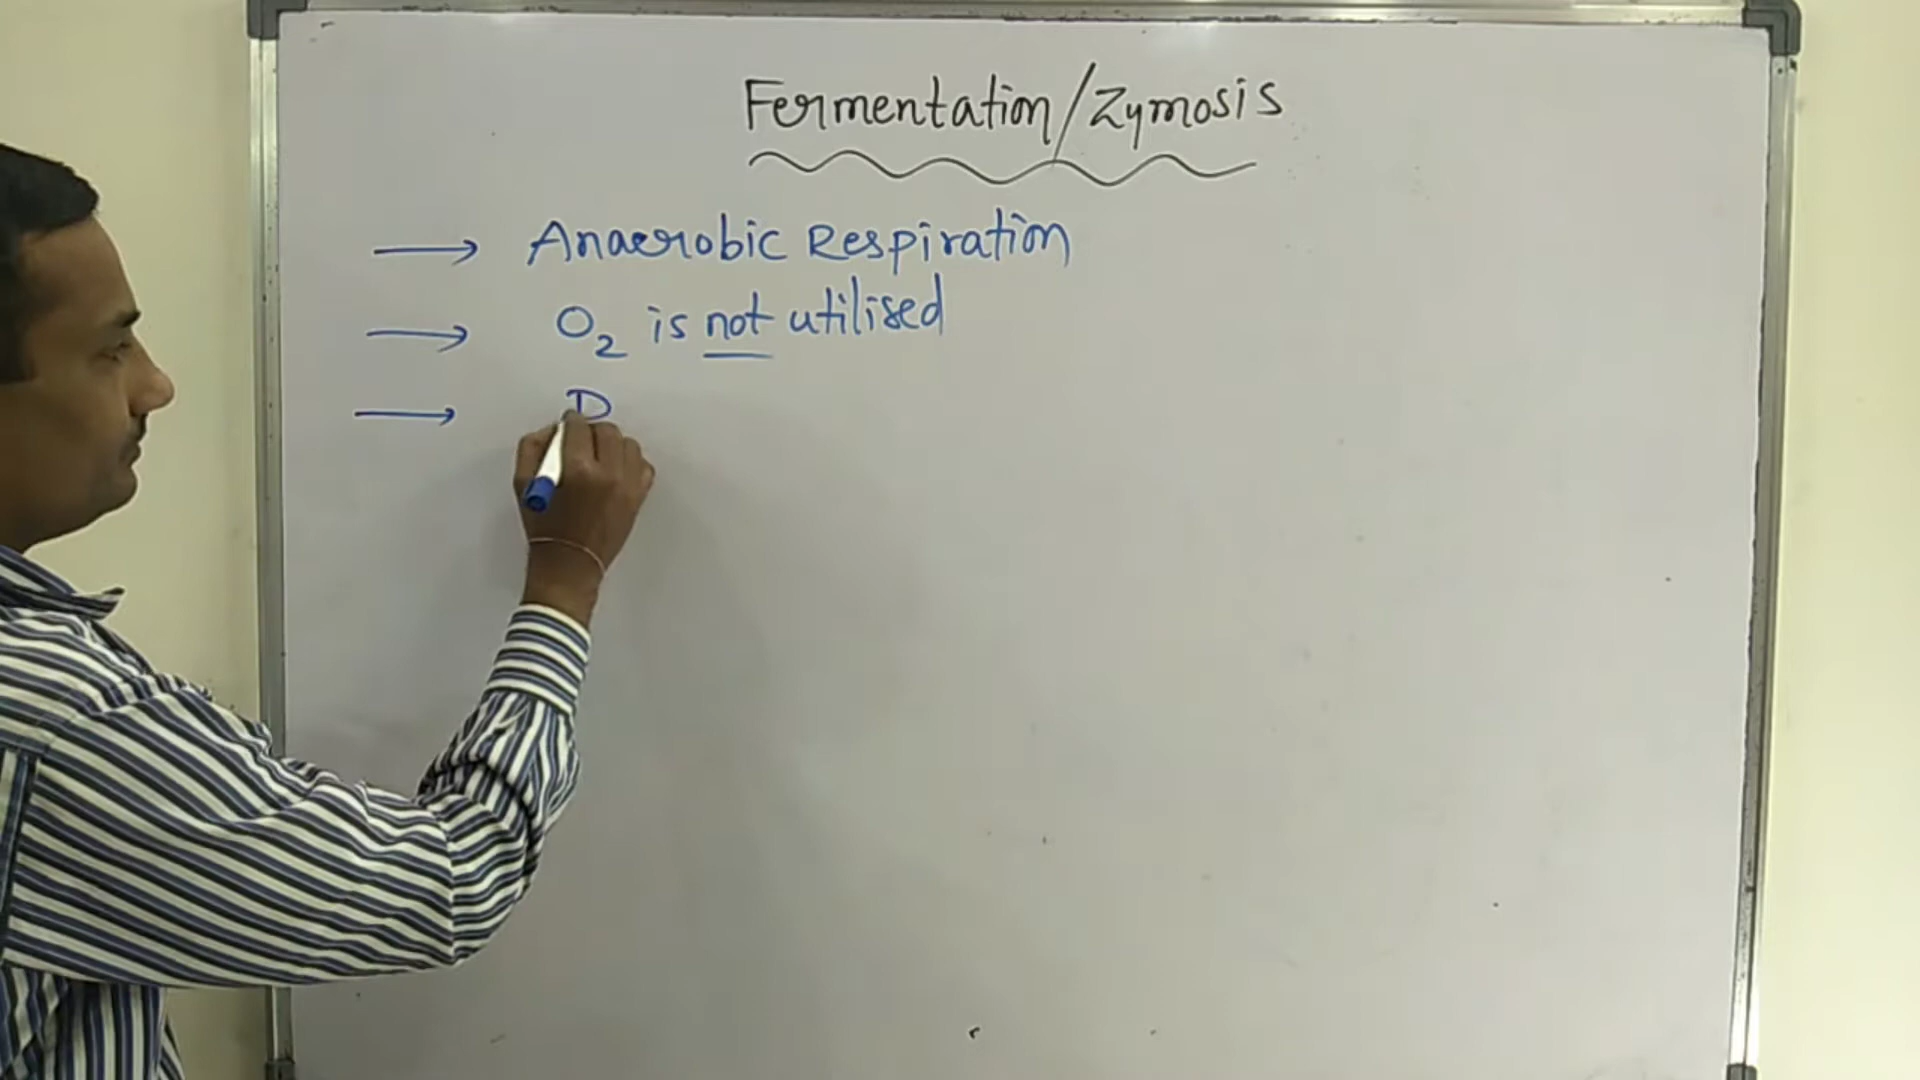 Fermentation/Zymosis
→ Anaerobic Respiration
→ O₂ is not utilised
→ D